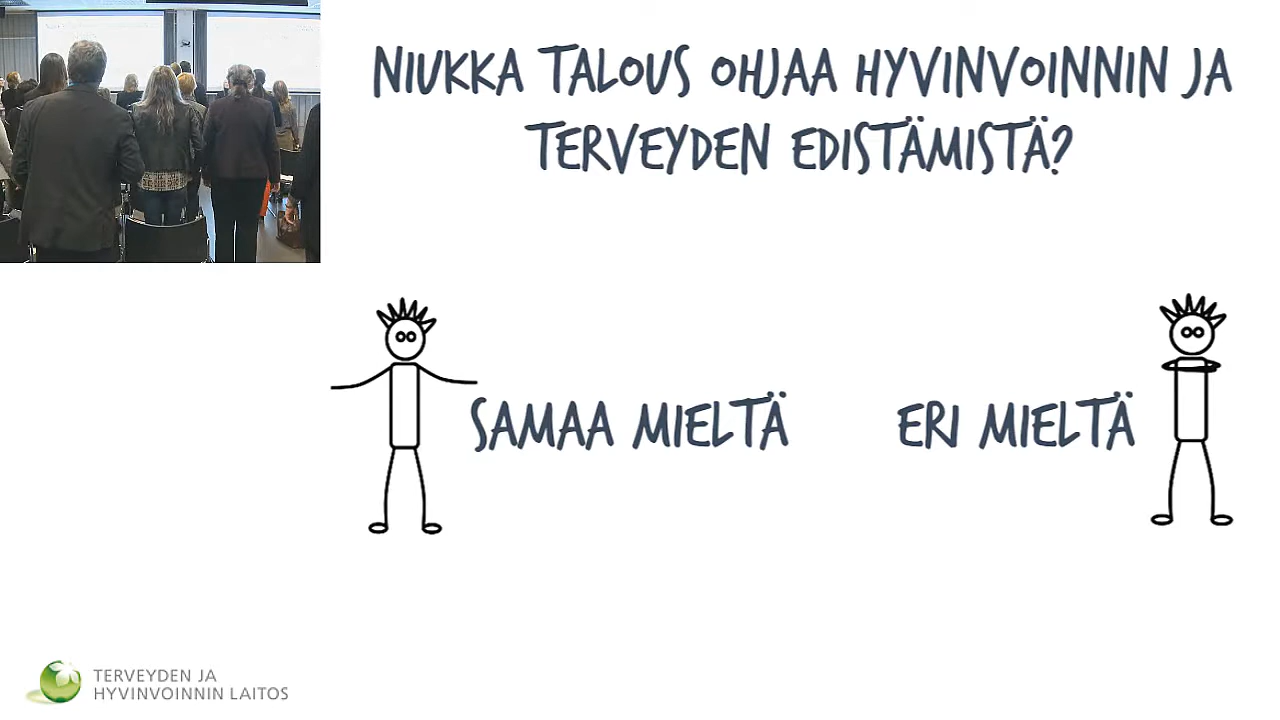 NIUKKA TALOUS OHJAA HYVINVOINNIN JA
TERVEYDEN EDISTÄMISTÄ?
SAMAA MIELTÄ
ERI MIELTÄ
TERVEYDEN JA
HYVINVOINNIN LAITOS